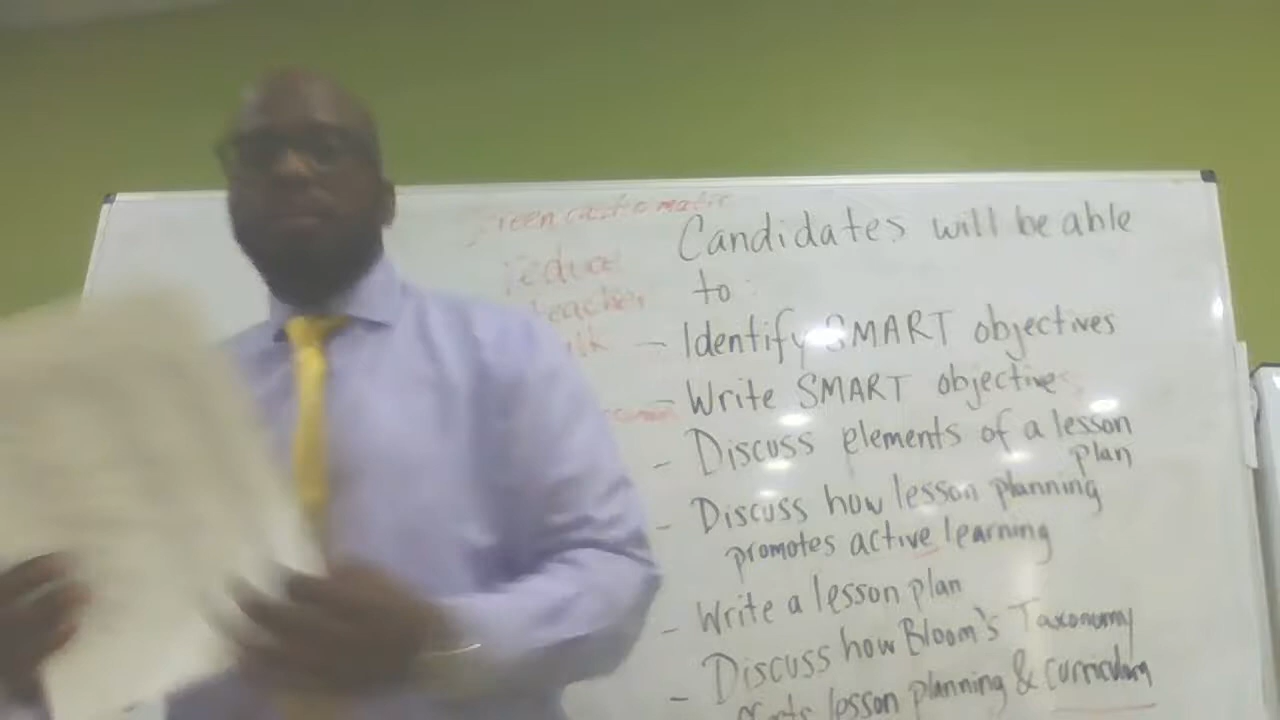 Candidates will be able
to
- Identify SMART objectives
- Write SMART objective
- Discuss elements of a lesson
plan
- Discuss how lesson planning
promotes active learning
- Write a lesson plan
- Discuss how Bloom's Taxonomy
lesson planning & curriculum
teacher